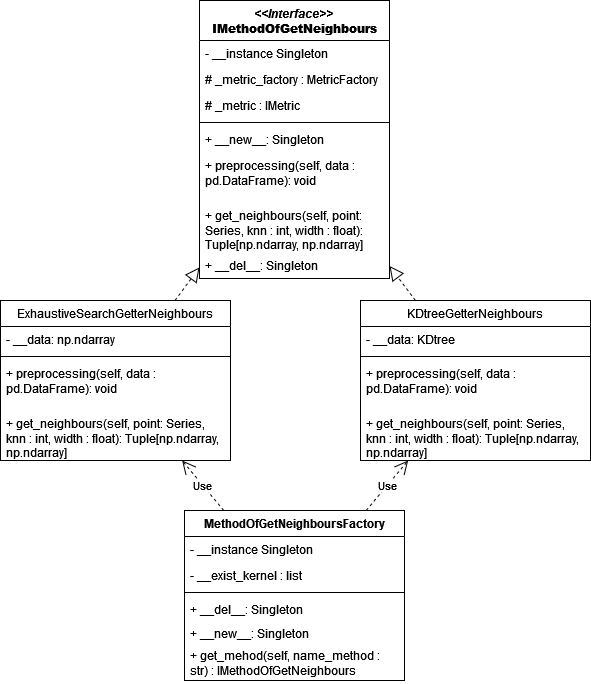 <<Interface>>
IMethodOfGetNeighbours
- __instance Singleton
# _metric_factory : MetricFactory
# _metric : IMetric
+ __new__: Singleton
+ preprocessing(self, data :
pd.DataFrame): void
+ get_neighbours(self, point:
Series, knn : int, width : float):
Tuple[np.ndarray, np.ndarray]
+ __del__: Singleton
ExhaustiveSearchGetterNeighbours
- __data: np.ndarray
+ preprocessing(self, data :
pd.DataFrame): void
+ get_neighbours(self, point: Series,
knn : int, width : float): Tuple[np.ndarray,
np.ndarray]
KDtreeGetterNeighbours
- __data: KDtree
+ preprocessing(self, data :
pd.DataFrame): void
+ get_neighbours(self, point: Series,
knn : int, width : float): Tuple[np.ndarray,
np.ndarray]
Use
Use
MethodOfGetNeighboursFactory
- __instance Singleton
- __exist_kernel : list
+ __del__: Singleton
+ __new__: Singleton
+ get_mehod(self, name_method :
str) : IMethodOfGetNeighbours